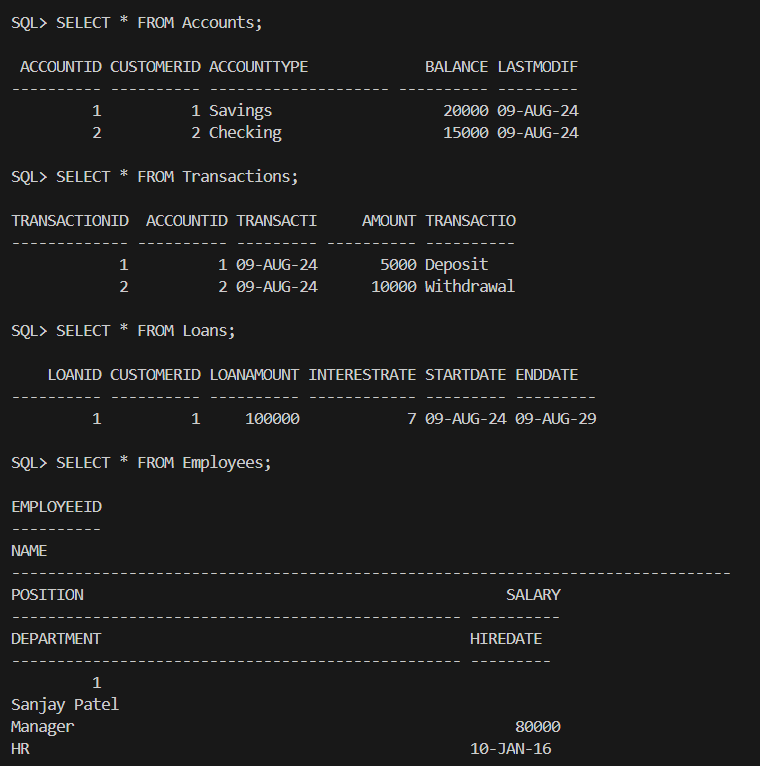 SQL> SELECT * FROM Accounts;
 ACCOUNTID CUSTOMERID ACCOUNTTYPE             BALANCE LASTMODIF
---------- ---------- -------------------- ---------- ---------
         1          1 Savings                   20000 09-AUG-24
         2          2 Checking                  15000 09-AUG-24
SQL> SELECT * FROM Transactions;
TRANSACTIONID  ACCOUNTID TRANSACTI     AMOUNT TRANSACTIO
------------- ---------- --------- ---------- ----------
            1          1 09-AUG-24       5000 Deposit
            2          2 09-AUG-24      10000 Withdrawal
SQL> SELECT * FROM Loans;
    LOANID CUSTOMERID LOANAMOUNT INTERESTRATE STARTDATE ENDDATE
---------- ---------- ---------- ------------ --------- ---------
         1          1     100000            7 09-AUG-24 09-AUG-29
SQL> SELECT * FROM Employees;
EMPLOYEEID
----------
NAME
--------------------------------------------------------------------------------
POSITION                                               SALARY
-------------------------------------------------- ----------
DEPARTMENT                                         HIREDATE
-------------------------------------------------- ---------
         1
Sanjay Patel
Manager                                                 80000
HR                                                 10-JAN-16